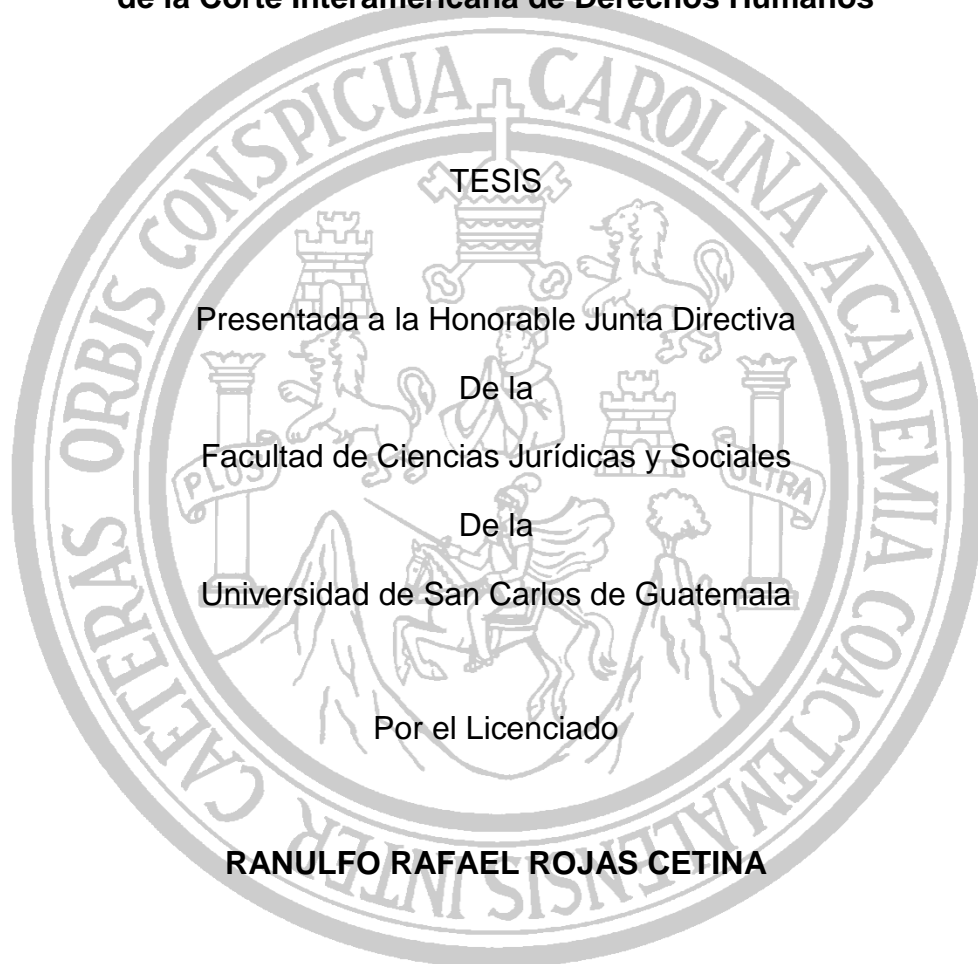 de la Corte Interamericana de Derechos Humanos
TESIS
Presentada a la Honorable Junta Directiva
De la
Facultad de Ciencias Jurídicas y Sociales
De la
Universidad de San Carlos de Guatemala
Por el Licenciado
RANULFO RAFAEL ROJAS CETINA
CAETERAS ORBIS CONSPICUA CAROLINA ACADEMIA COACTEMALENSIS INTER
PLUS
ULTRA